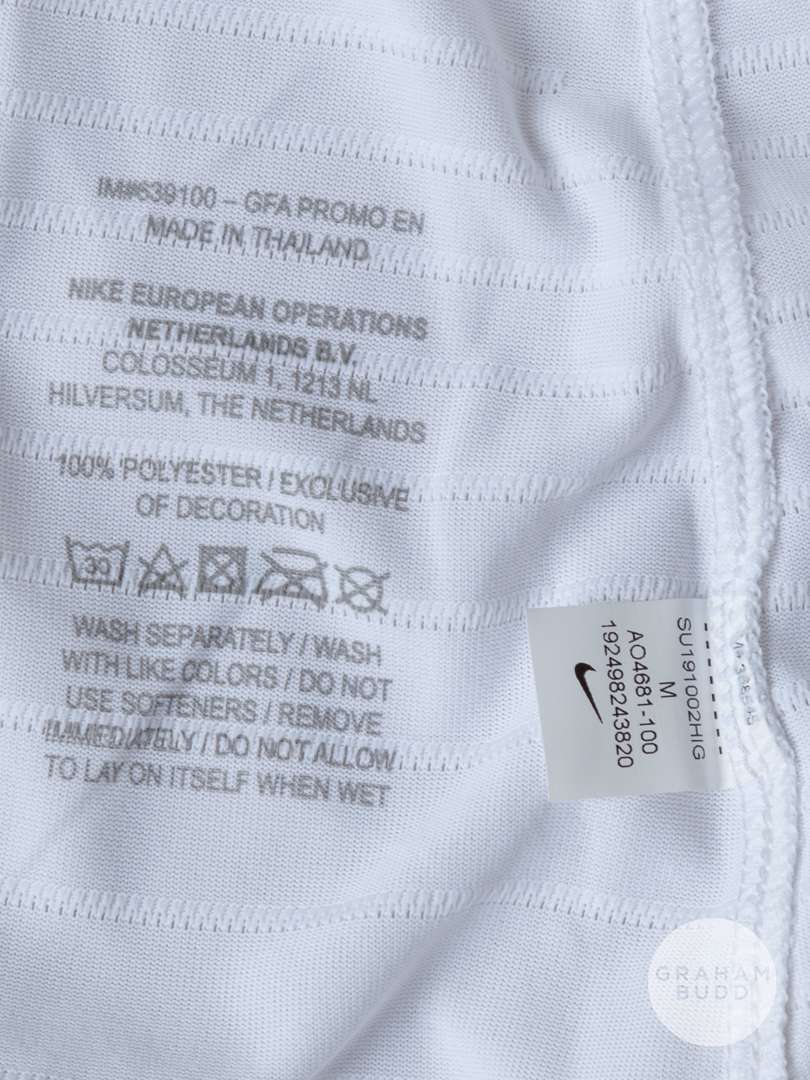 IM#639100 – GFA PROMO EN
MADE IN THAILAND
NIKE EUROPEAN OPERATIONS
NETHERLANDS B.V.
COLOSSEUM 1, 1213 NL
HILVERSUM, THE NETHERLANDS
100% POLYESTER / EXCLUSIVE
OF DECORATION
30
WASH SEPARATELY / WASH
WITH LIKE COLORS / DO NOT
USE SOFTENERS / REMOVE
IMMEDIATELY / DO NOT ALLOW
TO LAY ON ITSELF WHEN WET
SU191002HIG
M
AO4681-100
192498243820
GRAHAM
BUDD